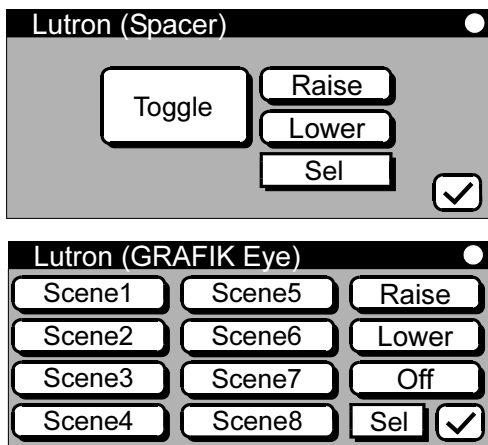 Lutron (Spacer)
Toggle
Raise
Lower
Sel
Lutron (GRAFIK Eye)
Scene1 Scene5 Raise
Scene2 Scene6 Lower
Scene3 Scene7 Off
Scene4 Scene8 Sel